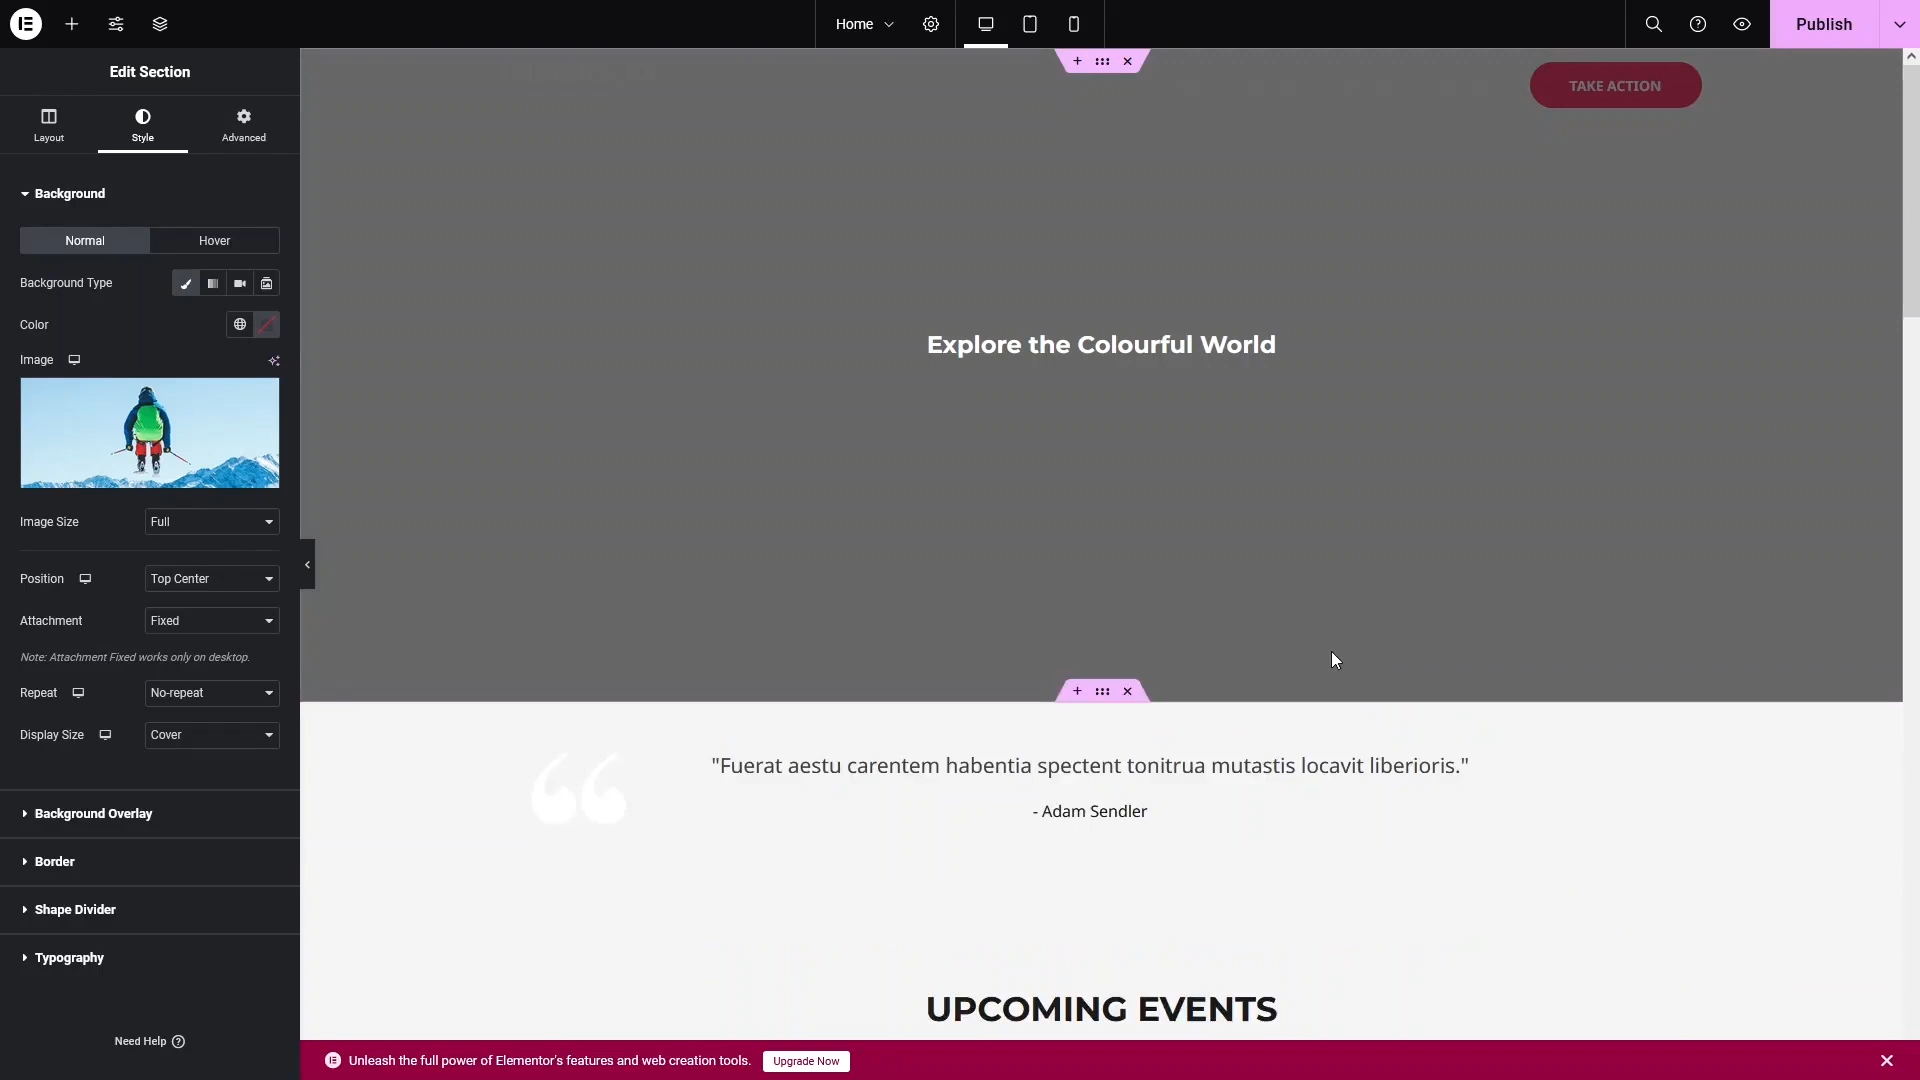 Home
Publish
Edit Section
Layout
Style
Advanced
TAKE ACTION
Background
Normal
Hover
Background Type
Color
Image
Explore the Colourful World
Image Size
Full
Position
Top Center
Attachment
Fixed
Note: Attachment Fixed works only on desktop.
Repeat
No-repeat
Display Size
Cover
"Fuerat aestu carentem habentia spectent tonitrua mutastis locavit liberioris."
- Adam Sendler
Background Overlay
Border
Shape Divider
Typography
UPCOMING EVENTS
Need Help
Unleash the full power of Elementor's features and web creation tools.
Upgrade Now